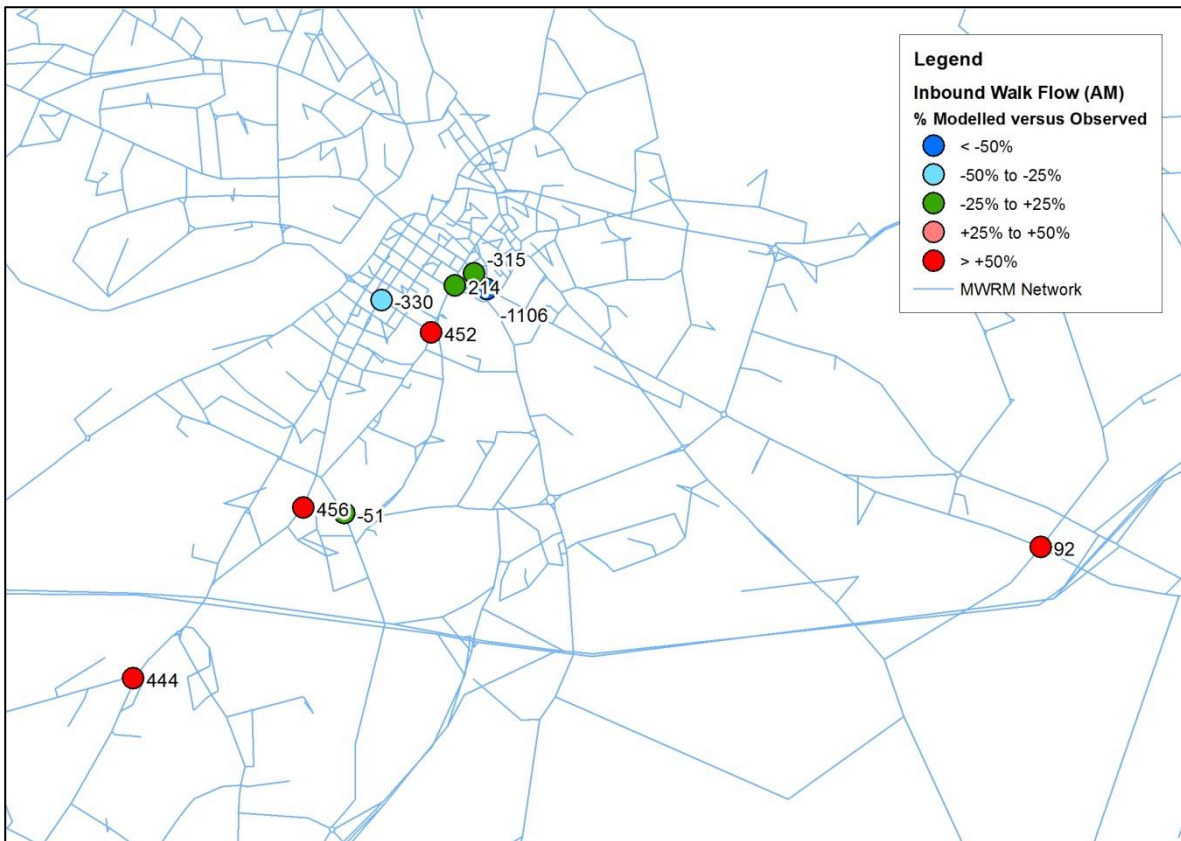 Legend
Inbound Walk Flow (AM)
% Modelled versus Observed
< -50%
-50% to -25%
-25% to +25%
+25% to +50%
> +50%
MWRM Network
-315
214
-330
-1106
452
456
-51
92
444